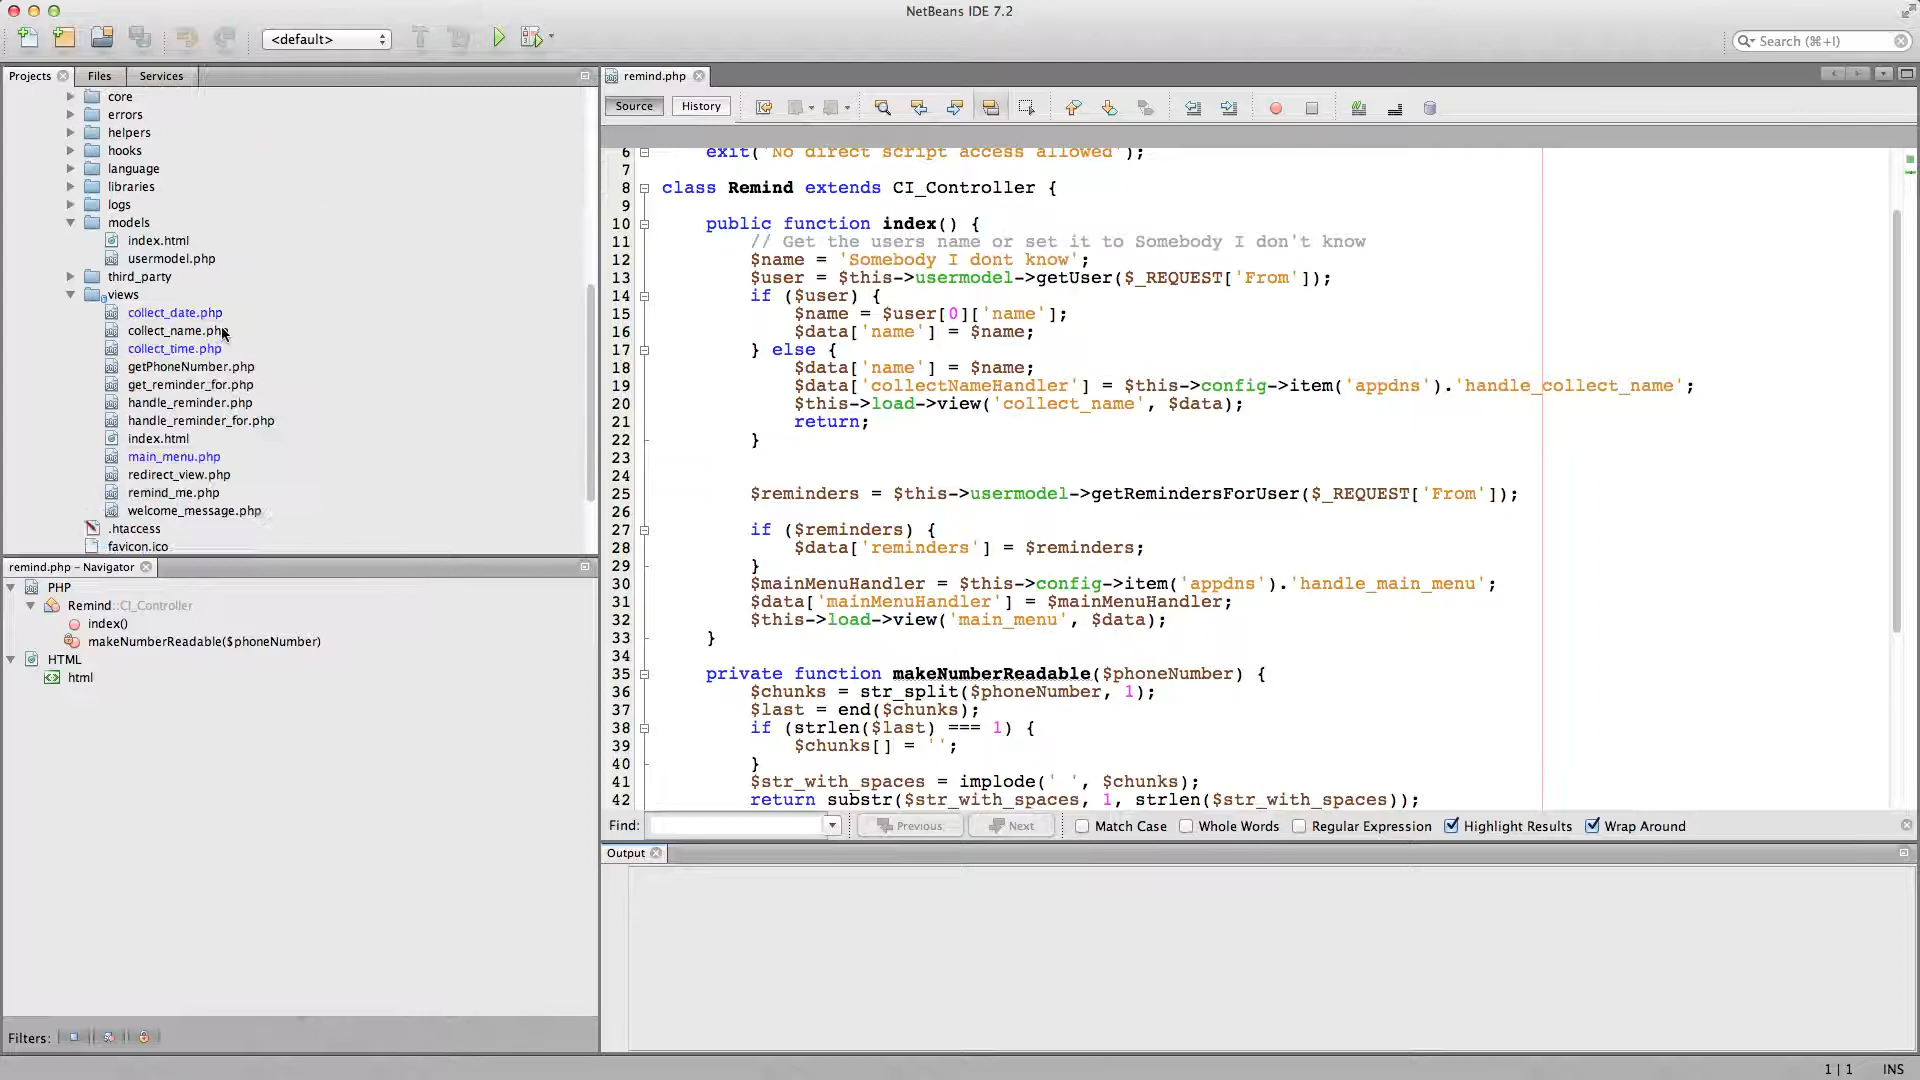 NetBeans IDE 7.2
<default>
Search (⌘+I)
Projects
Files
Services
core
errors
helpers
hooks
language
libraries
logs
models
index.html
usermodel.php
third_party
views
collect_date.php
collect_name.php
collect_time.php
getPhoneNumber.php
get_reminder_for.php
handle_reminder.php
handle_reminder_for.php
index.html
main_menu.php
redirect_view.php
remind_me.php
welcome_message.php
.htaccess
favicon.ico
remind.php – Navigator
PHP
Remind::CI_Controller
index()
makeNumberReadable($phoneNumber)
HTML
html
Filters:
remind.php
Source
History
6 exit('No direct script access allowed');
7
8 class Remind extends CI_Controller {
9
10 public function index() {
11 // Get the users name or set it to Somebody I don't know
12 $name = 'Somebody I dont know';
13 $user = $this->usermodel->getUser($_REQUEST['From']);
14 if ($user) {
15 $name = $user[0]['name'];
16 $data['name'] = $name;
17 } else {
18 $data['name'] = $name;
19 $data['collectNameHandler'] = $this->config->item('appdns').'handle_collect_name';
20 $this->load->view('collect_name', $data);
21 return;
22 }
23
24
25 $reminders = $this->usermodel->getRemindersForUser($_REQUEST['From']);
26
27 if ($reminders) {
28 $data['reminders'] = $reminders;
29 }
30 $mainMenuHandler = $this->config->item('appdns').'handle_main_menu';
31 $data['mainMenuHandler'] = $mainMenuHandler;
32 $this->load->view('main_menu', $data);
33 }
34
35 private function makeNumberReadable($phoneNumber) {
36 $chunks = str_split($phoneNumber, 1);
37 $last = end($chunks);
38 if (strlen($last) === 1) {
39 $chunks[] = '';
40 }
41 $str_with_spaces = implode(' ', $chunks);
42 return substr($str_with_spaces, 1, strlen($str_with_spaces));
Find:
Previous
Next
Match Case
Whole Words
Regular Expression
Highlight Results
Wrap Around
Output
1 | 1
INS